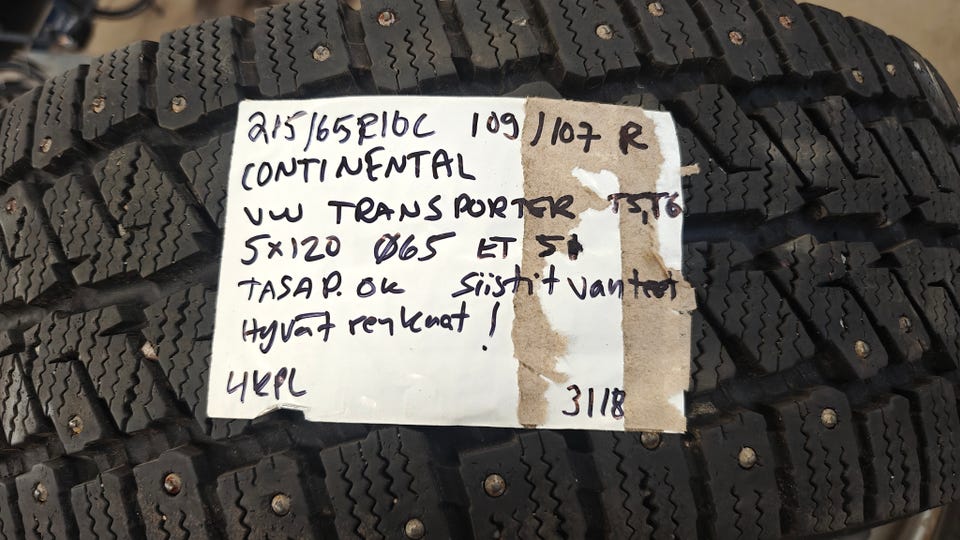 215/65R16C 109/107 R
CONTINENTAL
VW TRANSPORTER T5,T6
5x120 Ø65 ET 51
TASAP. OK Siistit vanteet
Hyvät renkaat!
4KPL 3118